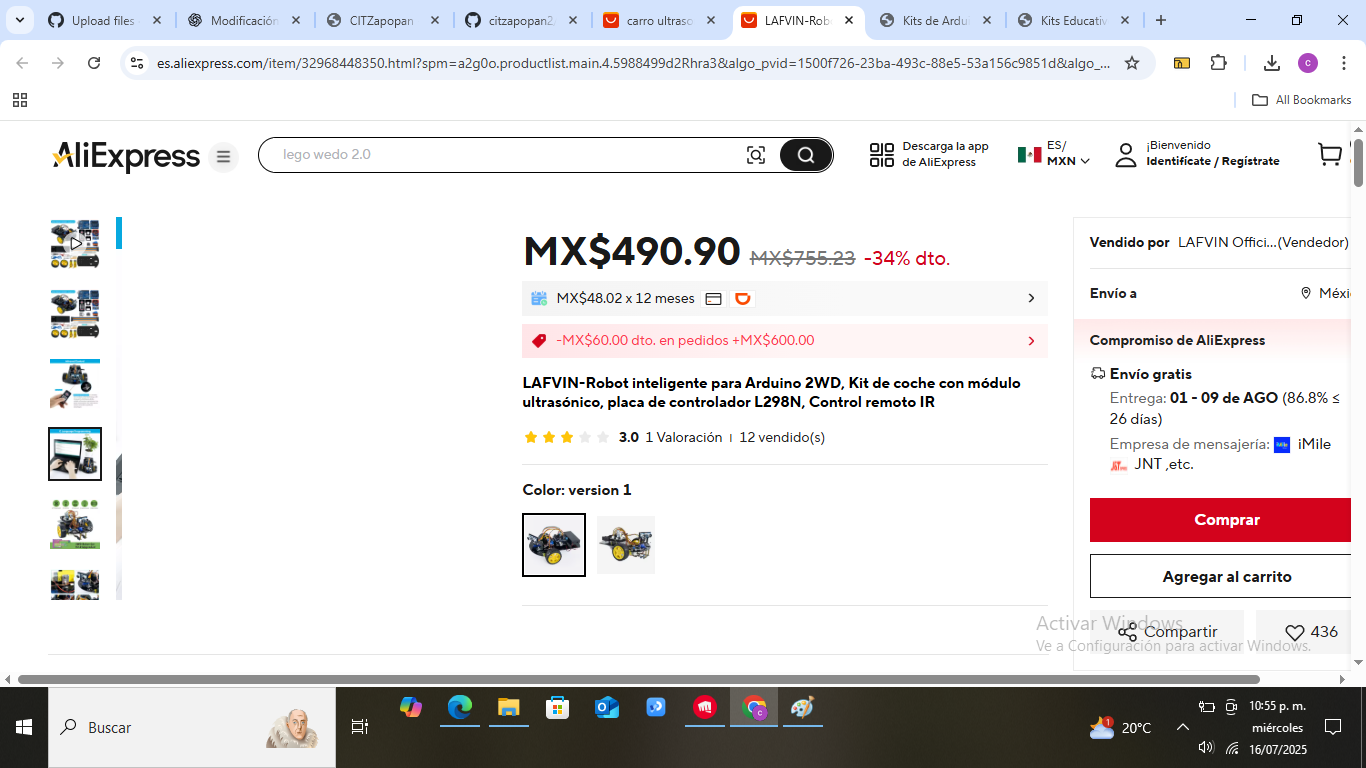 Upload files
Modificación
CITZapopan
citzapopan2
carro ultraso
LAFVIN-Rob
Kits de Ardu
Kits Educativ
es.aliexpress.com/item/32968448350.html?spm=a2g0o.productlist.main.4.5988499d2Rhra3&algo_pvid=1500f726-23ba-493c-88e5-53a156c9851d&algo_...
c
All Bookmarks
AliExpress
lego wedo 2.0
Descarga la app
de AliExpress
ES/
MXN
¡Bienvenido
Identifícate / Regístrate
MX$490.90 MX$755.23 -34% dto.
MX$48.02 x 12 meses
-MX$60.00 dto. en pedidos +MX$600.00
LAFVIN-Robot inteligente para Arduino 2WD, Kit de coche con módulo
ultrasónico, placa de controlador L298N, Control remoto IR
3.0 1 Valoración 12 vendido(s)
Color: version 1
Vendido por LAFVIN Offici...(Vendedor)
Envío a Méxi
Compromiso de AliExpress
Envío gratis
Entrega: 01 - 09 de AGO (86.8% ≤
26 días)
Empresa de mensajería: iMile
JNT ,etc.
Comprar
Agregar al carrito
Compartir
436
Activar Windows
Ve a Configuración para activar Windows.
Buscar
1
20°C
10:55 p. m.
miércoles
16/07/2025